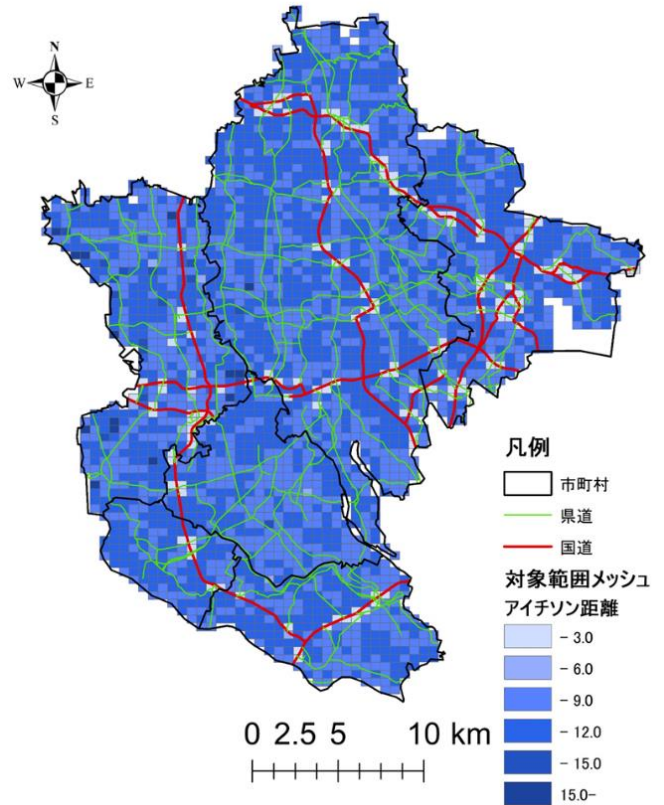 N
W E
S
凡例
市町村
県道
国道
対象範囲メッシュ
アイチソン距離
- 3.0
- 6.0
- 9.0
- 12.0
- 15.0
15.0-
0 2.5 5 10 km